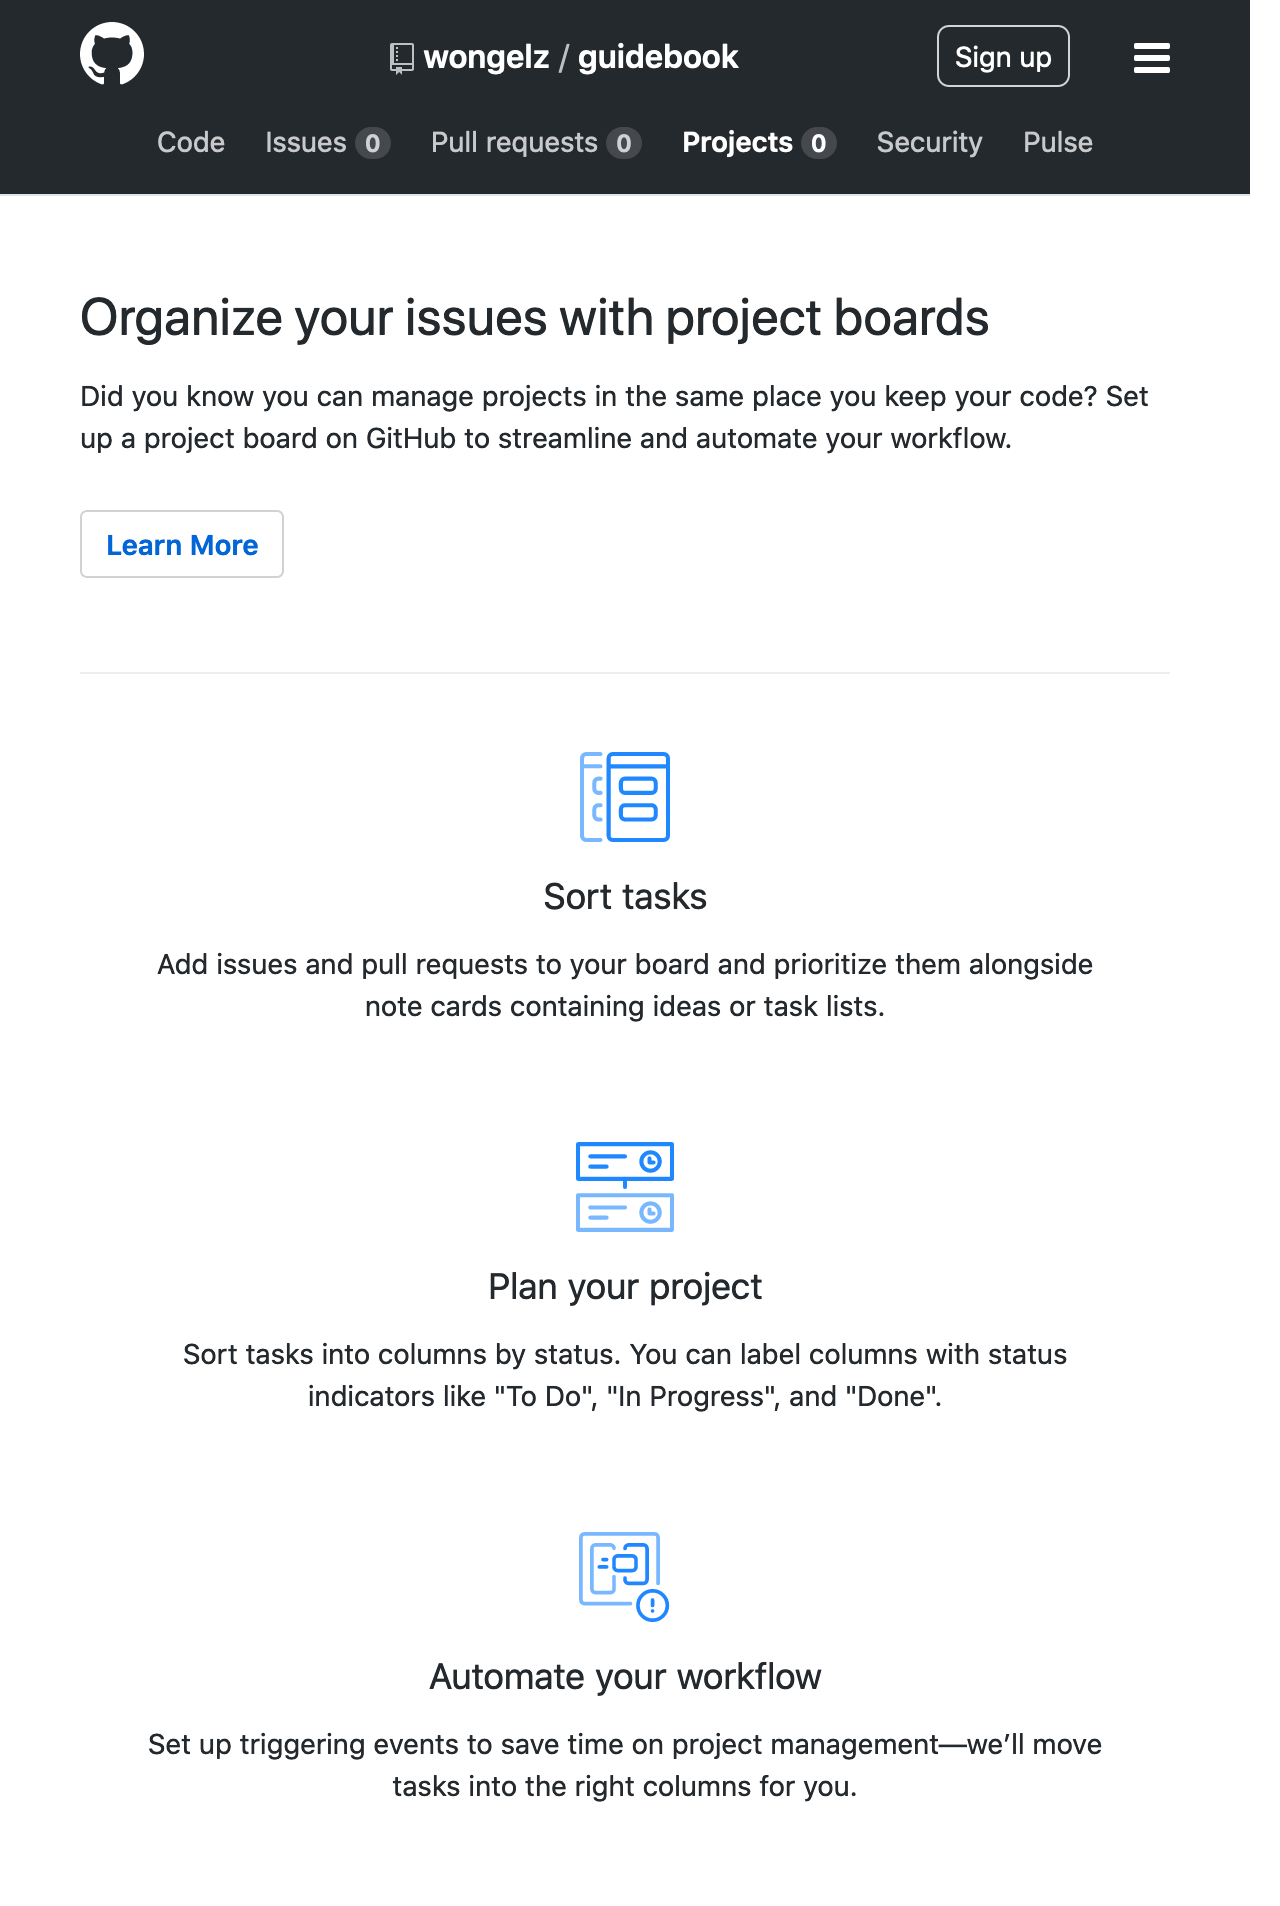 wongelz / guidebook
Sign up
Code Issues 0 Pull requests 0 Projects 0 Security Pulse
Organize your issues with project boards
Did you know you can manage projects in the same place you keep your code? Set
up a project board on GitHub to streamline and automate your workflow.
Learn More
Sort tasks
Add issues and pull requests to your board and prioritize them alongside
note cards containing ideas or task lists.
Plan your project
Sort tasks into columns by status. You can label columns with status
indicators like "To Do", "In Progress", and "Done".
Automate your workflow
Set up triggering events to save time on project management—we’ll move
tasks into the right columns for you.